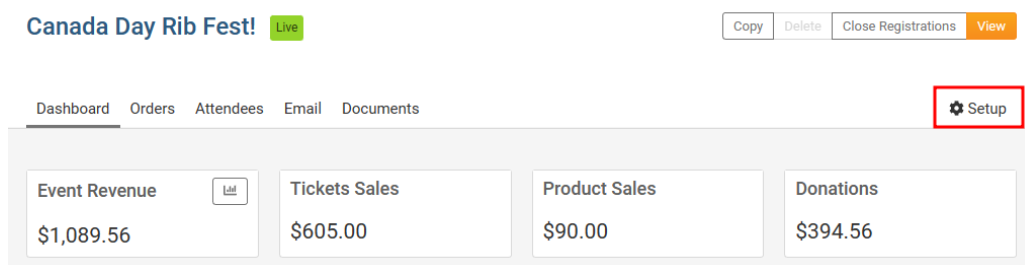 Canada Day Rib Fest! Live
Copy Delete Close Registrations View
Dashboard Orders Attendees Email Documents Setup
Event Revenue Tickets Sales Product Sales Donations
$1,089.56 $605.00 $90.00 $394.56